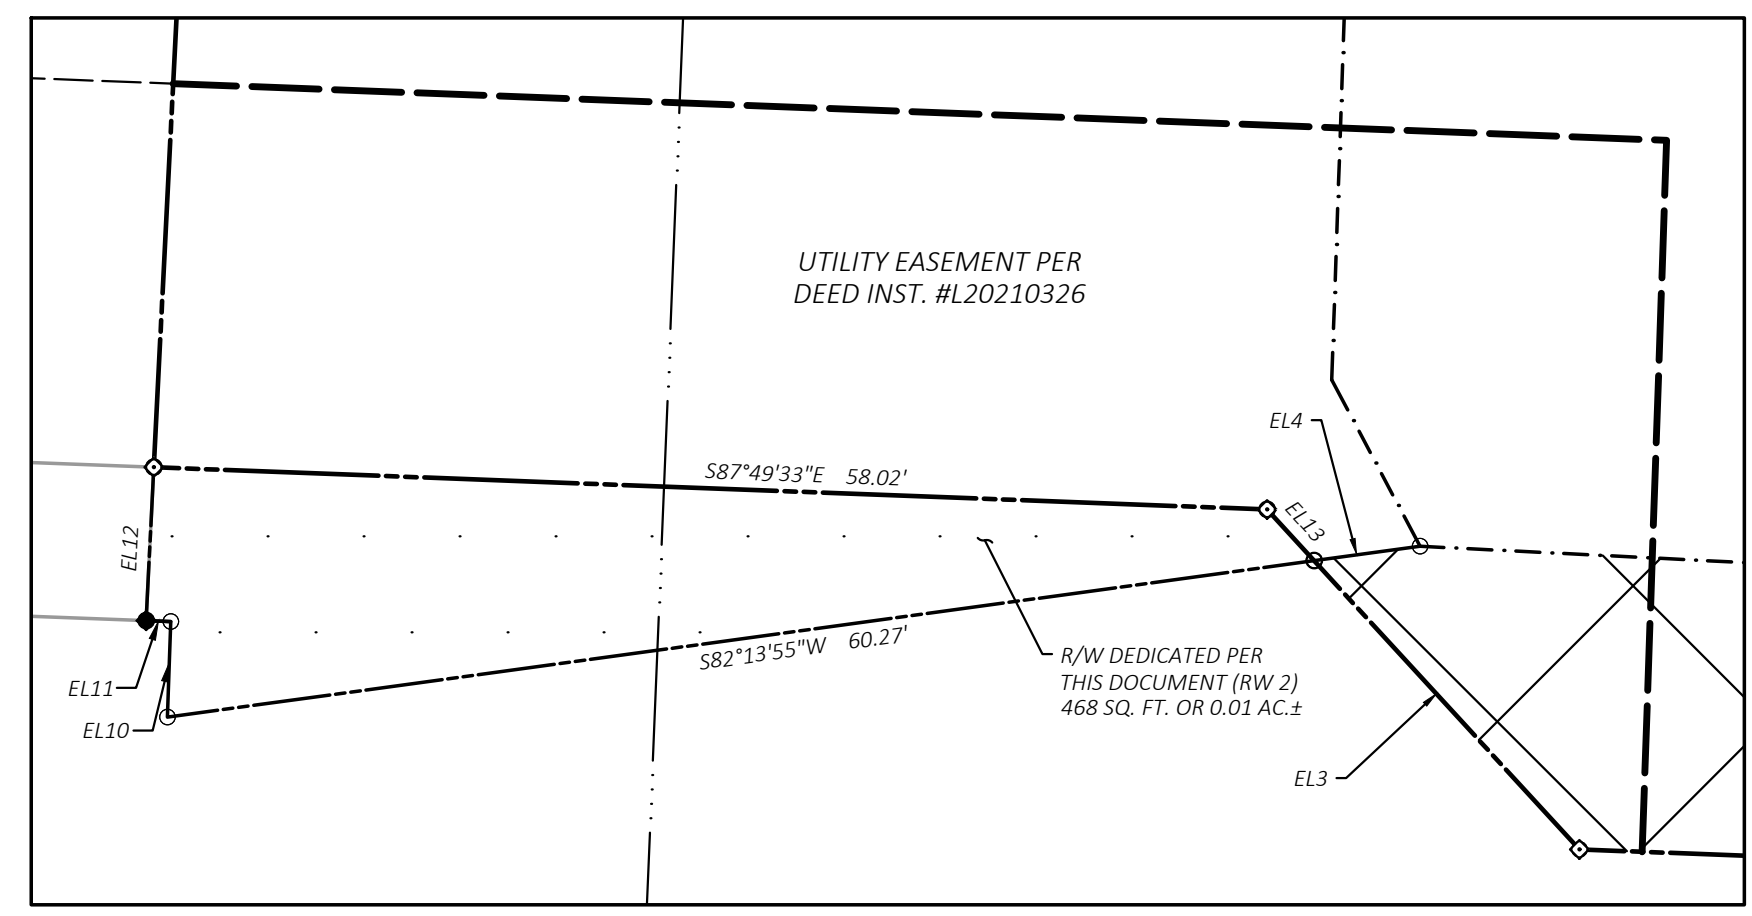 UTILITY EASEMENT PER
DEED INST. #L20210326
EL4
S87°49'33"E 58.02'
EL13
EL12
S82°13'55"W 60.27'
R/W DEDICATED PER
THIS DOCUMENT (RW 2)
468 SQ. FT. OR 0.01 AC.±
EL11
EL10
EL3